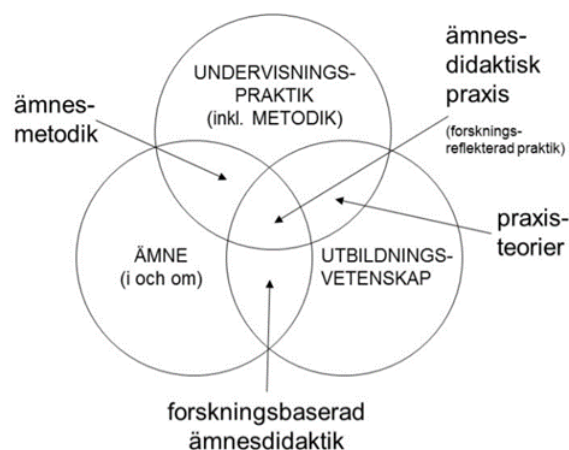 UNDERVISNINGS-
PRAKTIK
(inkl. METODIK)
ämnes-
didaktisk
praxis
(forsknings-
reflekterad praktik)
ämnes-
metodik
praxis-
teorier
ÄMNE
(i och om)
UTBILDNINGS-
VETENSKAP
forskningsbaserad
ämnesdidaktik